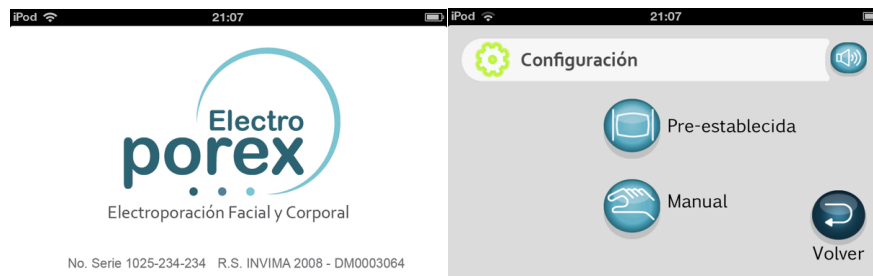 iPod 21:07
Electro
porex
Electroporación Facial y Corporal
No. Serie 1025-234-234 R.S. INVIMA 2008 - DM0003064
iPod 21:07
Configuración
Pre-establecida
Manual
Volver